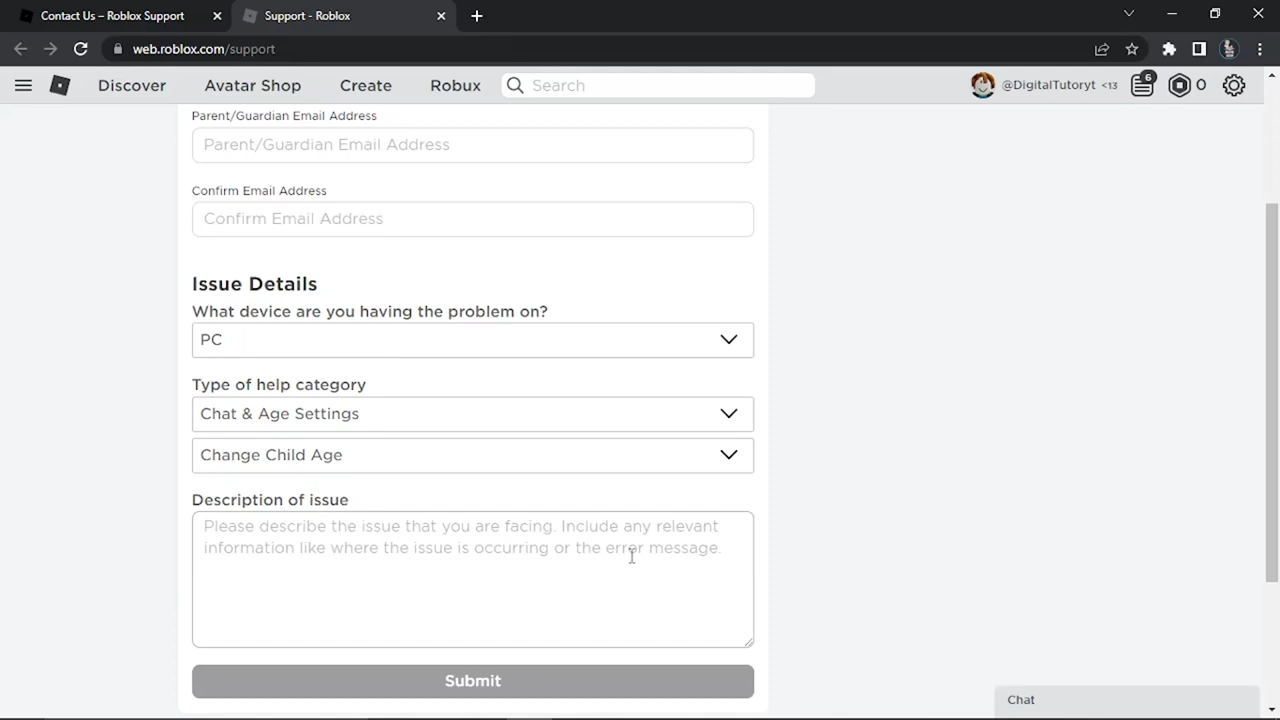 Contact Us – Roblox Support
Support - Roblox
web.roblox.com/support
Discover
Avatar Shop
Create
Robux
Search
@DigitalTutoryt <13
6
0
Parent/Guardian Email Address
Parent/Guardian Email Address
Confirm Email Address
Confirm Email Address
Issue Details
What device are you having the problem on?
PC
Type of help category
Chat & Age Settings
Change Child Age
Description of issue
Please describe the issue that you are facing. Include any relevant
information like where the issue is occurring or the error message.
Submit
Chat